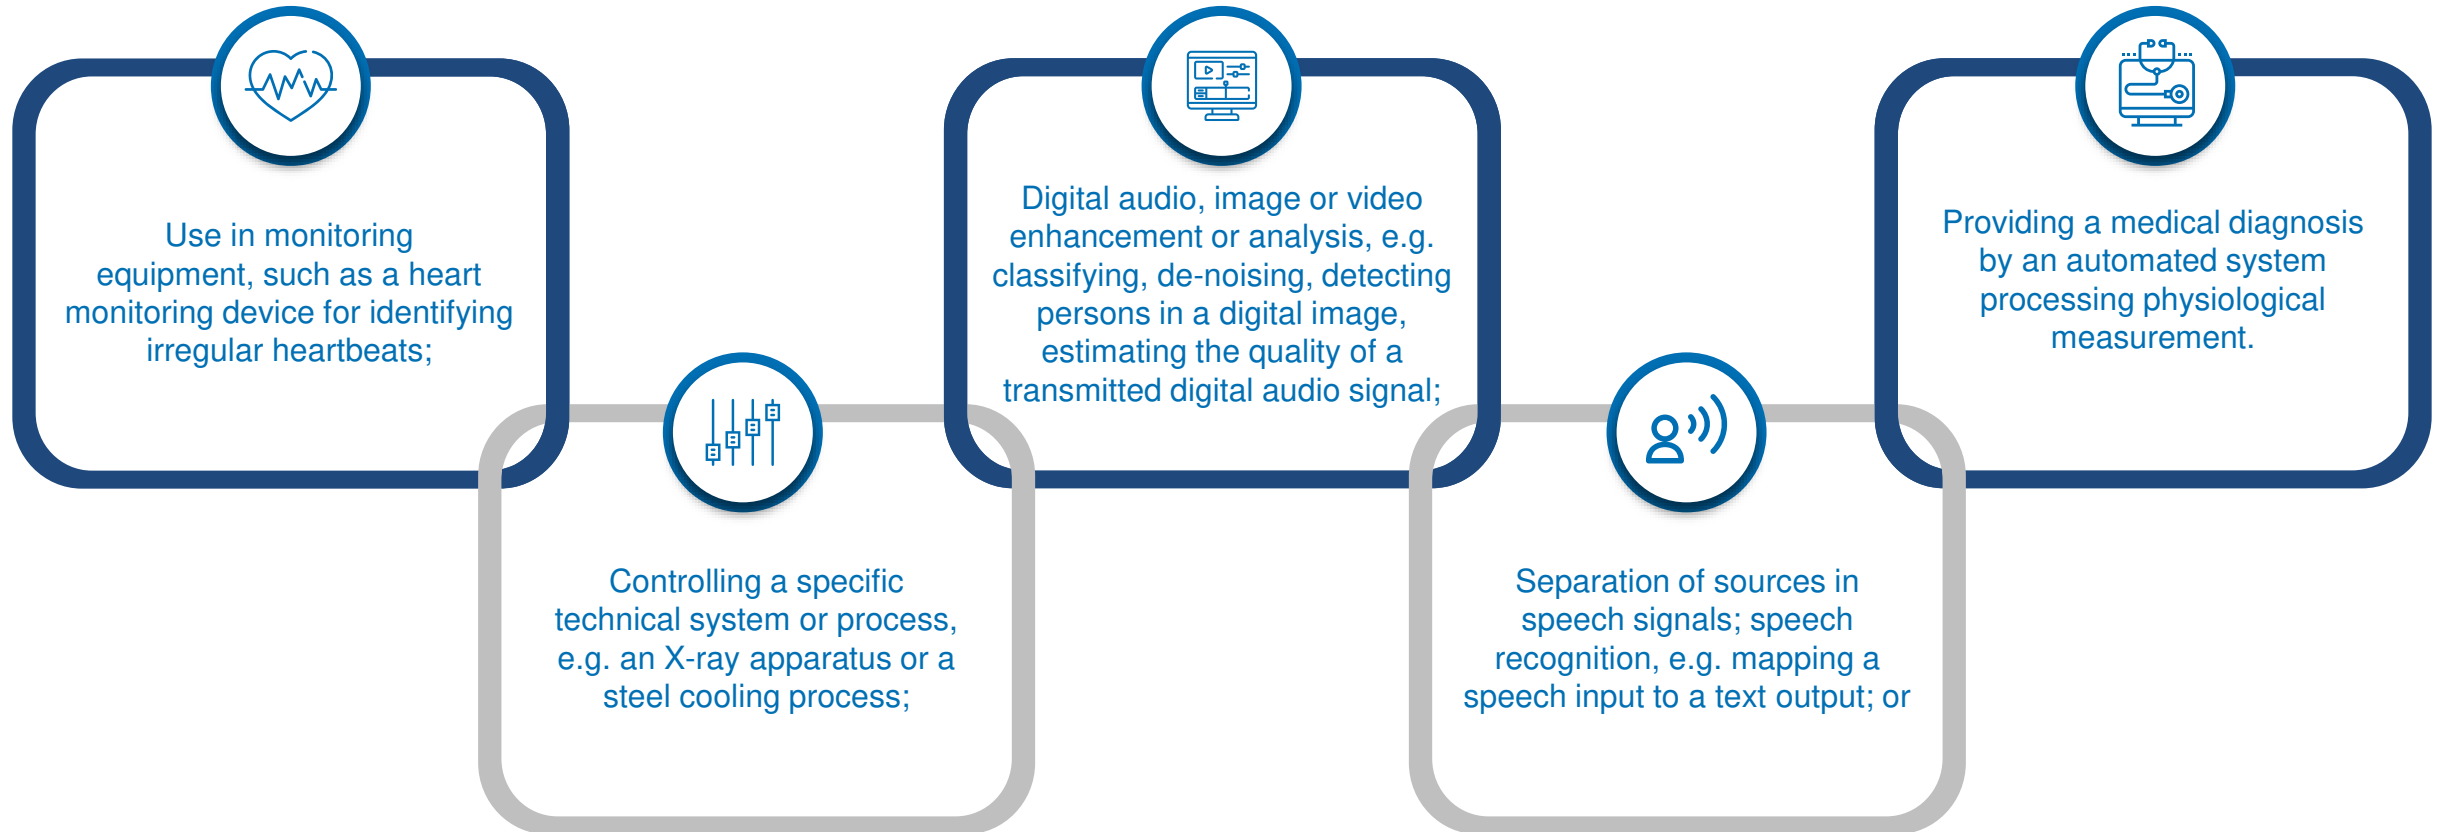 Use in monitoring
equipment, such as a heart
monitoring device for identifying
irregular heartbeats;
Controlling a specific
technical system or process,
e.g. an X-ray apparatus or a
steel cooling process;
Digital audio, image or video
enhancement or analysis, e.g.
classifying, de-noising, detecting
persons in a digital image,
estimating the quality of a
transmitted digital audio signal;
Separation of sources in
speech signals; speech
recognition, e.g. mapping a
speech input to a text output; or
Providing a medical diagnosis
by an automated system
processing physiological
measurement.